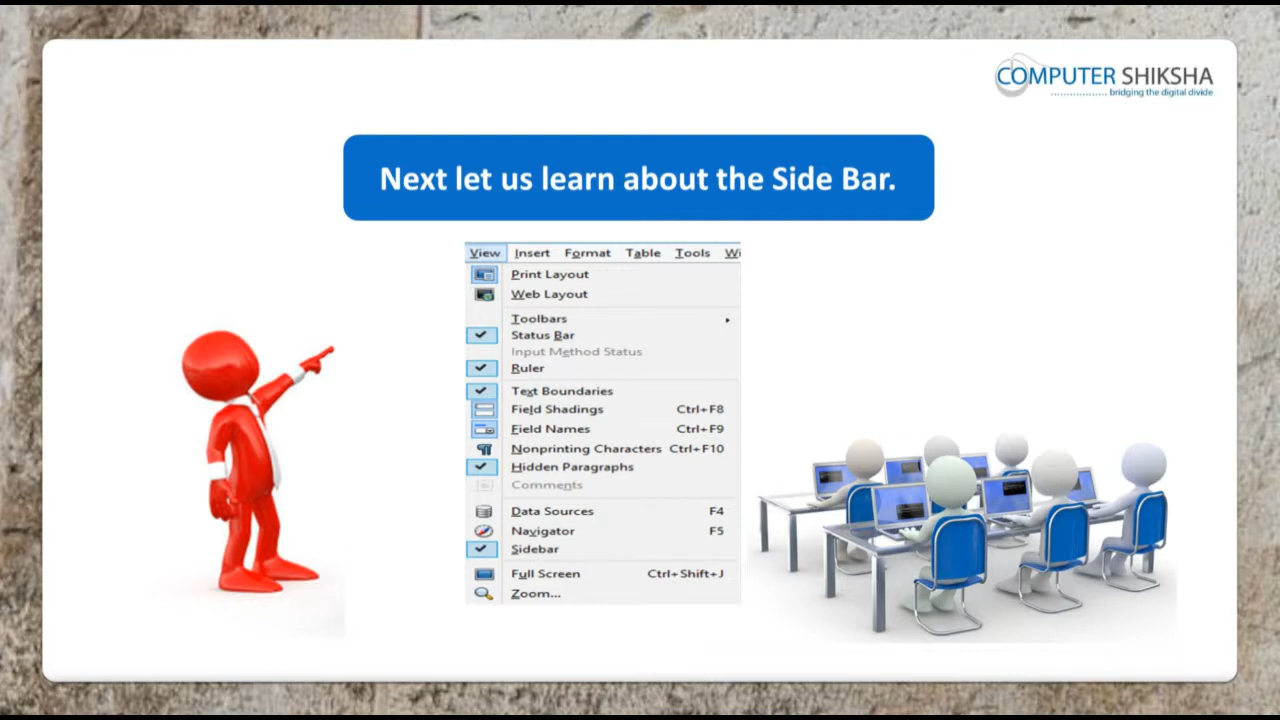 COMPUTER SHIKSHA
bridging the digital divide
Next let us learn about the Side Bar.
View Insert Format Table Tools Wi
Print Layout
Web Layout
Toolbars
Status Bar
Input Method Status
Ruler
Text Boundaries
Field Shadings Ctrl+F8
Field Names Ctrl+F9
Nonprinting Characters Ctrl+F10
Hidden Paragraphs
Comments
Data Sources F4
Navigator F5
Sidebar
Full Screen Ctrl+Shift+J
Zoom...